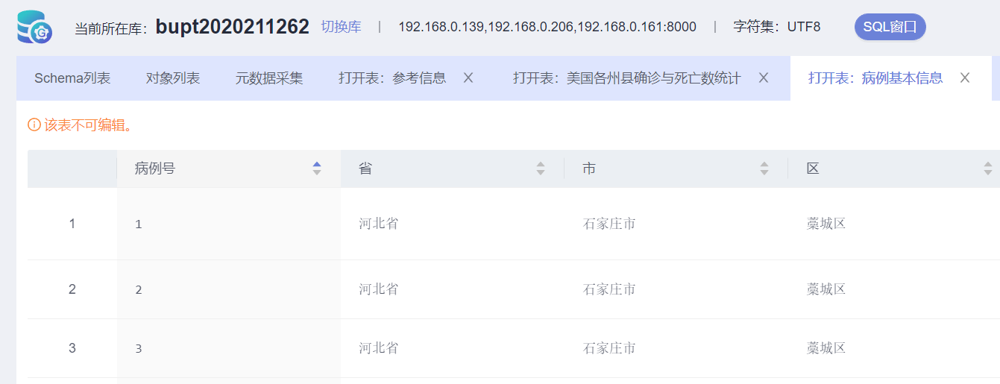 当前所在库：bupt2020211262 切换库 | 192.168.0.139,192.168.0.206,192.168.0.161:8000 | 字符集：UTF8 SQL窗口
Schema列表 对象列表 元数据采集 打开表：参考信息 X 打开表：美国各州县确诊与死亡数统计 X 打开表：病例基本信息 X
该表不可编辑。
病例号 省 市 区
1 1 河北省 石家庄市 藁城区
2 2 河北省 石家庄市 藁城区
3 3 河北省 石家庄市 藁城区